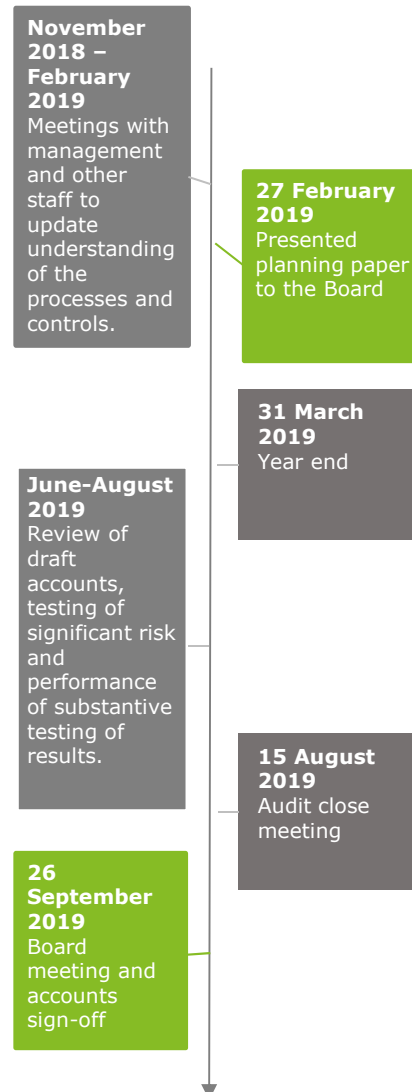 November
2018 –
February
2019
Meetings with
management
and other
staff to
update
understanding
of the
processes and
controls.
27 February
2019
Presented
planning paper
to the Board
31 March
2019
Year end
June-August
2019
Review of
draft
accounts,
testing of
significant risk
and
performance
of substantive
testing of
results.
15 August
2019
Audit close
meeting
26
September
2019
Board
meeting and
accounts
sign-off